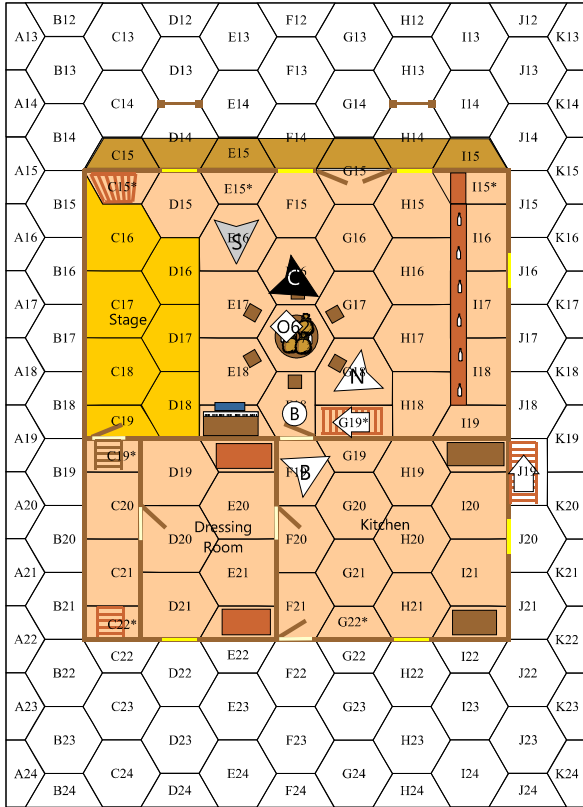 B12 D12 F12 H12 J12
A13 C13 E13 G13 I13 K13
B13 D13 F13 H13 J13
A14 C14 E14 G14 I14 K14
B14 D14 F14 H14 J14
A15 C15 E15 G15 I15 K15
C15* E15* I15*
B15 D15 F15 H15 J15
A16 C16 S G16 I16 K16
B16 D16 C H16 J16
A17 C17 E17 G17 I17 K17
Stage
B17 D17 O6 H17 J17
A18 C18 E18 N I18 K18
B18 D18 B H18 J18
A19 C19 G19* I19 K19
C19* G19
B19 D19 B H19 J19
A20 C20 E20 G20 I20 K20
Dressing
Room
Kitchen
B20 D20 F20 H20 J20
A21 C21 E21 G21 I21 K21
B21 D21 F21 H21 J21
C22* G22*
A22 C22 E22 G22 I22 K22
B22 D22 F22 H22 J22
A23 C23 E23 G23 I23 K23
B23 D23 F23 H23 J23
A24 C24 E24 G24 I24 K24
B24 D24 F24 H24 J24